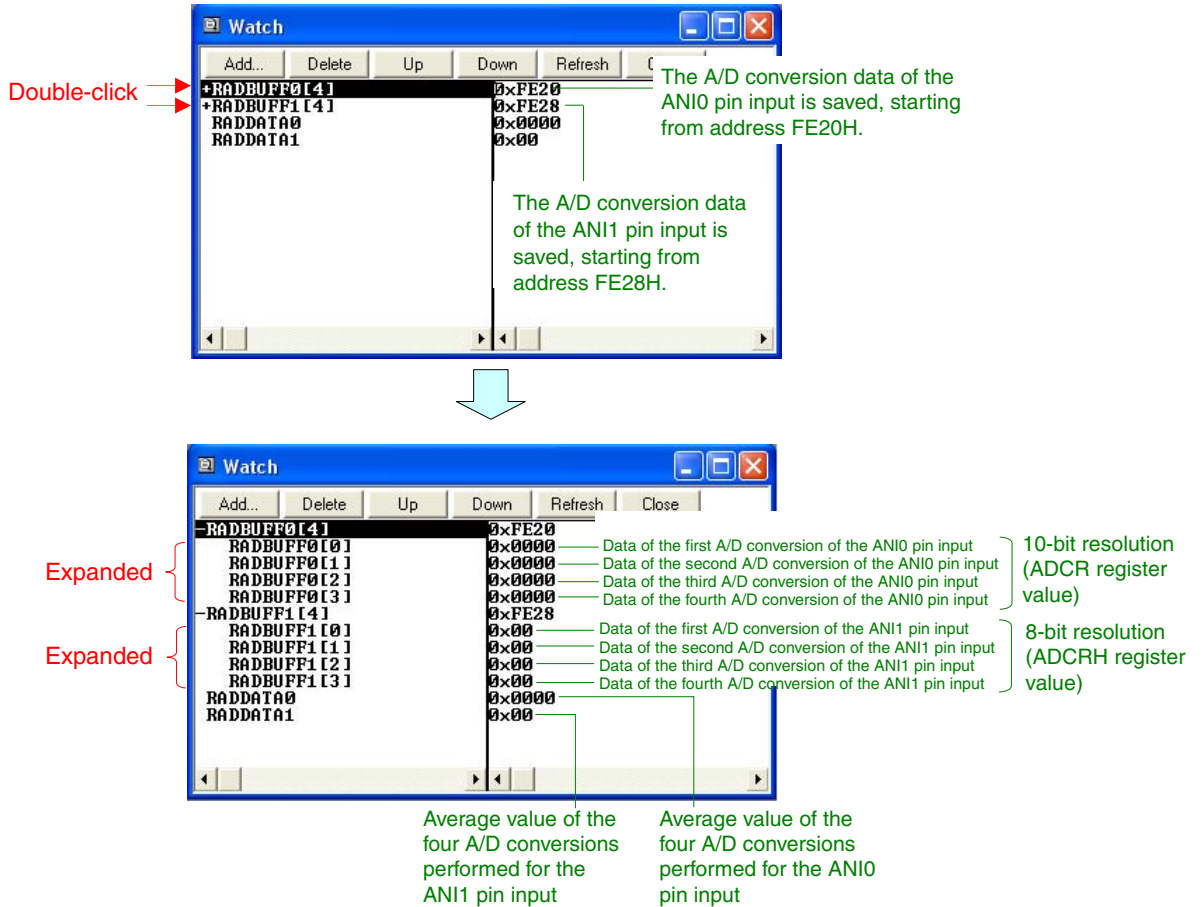 Watch
Add... Delete Up Down Refresh C
Double-click
+RADBUFF0[4] 0xFE20
+RADBUFF1[4] 0xFE28
RADDATA0 0x0000
RADDATA1 0x00
The A/D conversion data of the
ANI0 pin input is saved, starting
from address FE20H.
The A/D conversion data
of the ANI1 pin input is
saved, starting from
address FE28H.
Watch
Add... Delete Up Down Refresh Close
-RADBUFF0[4] 0xFE20
RADBUFF0[0] 0x0000 Data of the first A/D conversion of the ANI0 pin input
RADBUFF0[1] 0x0000 Data of the second A/D conversion of the ANI0 pin input
RADBUFF0[2] 0x0000 Data of the third A/D conversion of the ANI0 pin input
RADBUFF0[3] 0x0000 Data of the fourth A/D conversion of the ANI0 pin input
Expanded
10-bit resolution
(ADCR register
value)
-RADBUFF1[4] 0xFE28
RADBUFF1[0] 0x00 Data of the first A/D conversion of the ANI1 pin input
RADBUFF1[1] 0x00 Data of the second A/D conversion of the ANI1 pin input
RADBUFF1[2] 0x00 Data of the third A/D conversion of the ANI1 pin input
RADBUFF1[3] 0x00 Data of the fourth A/D conversion of the ANI1 pin input
Expanded
8-bit resolution
(ADCRH register
value)
RADDATA0 0x0000
RADDATA1 0x00
Average value of the
four A/D conversions
performed for the
ANI1 pin input
Average value of the
four A/D conversions
performed for the ANI0
pin input